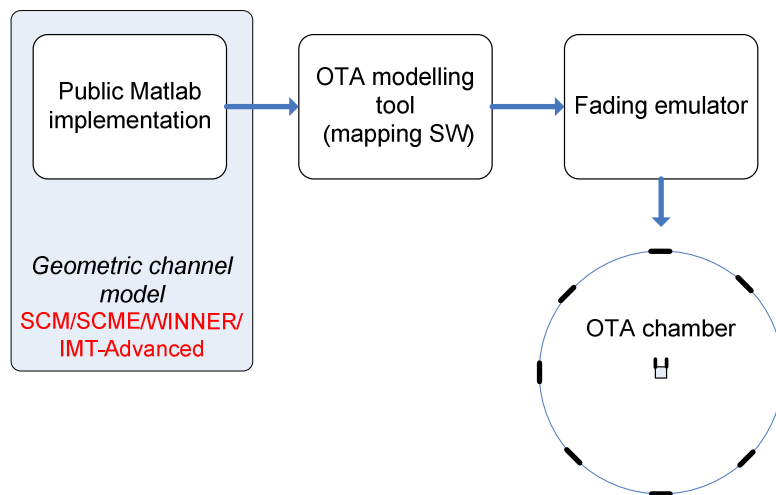 Public Matlab
implementation
OTA modelling
tool
(mapping SW)
Fading emulator
Geometric channel
model
SCM/SCME/WINNER/
IMT-Advanced
OTA chamber